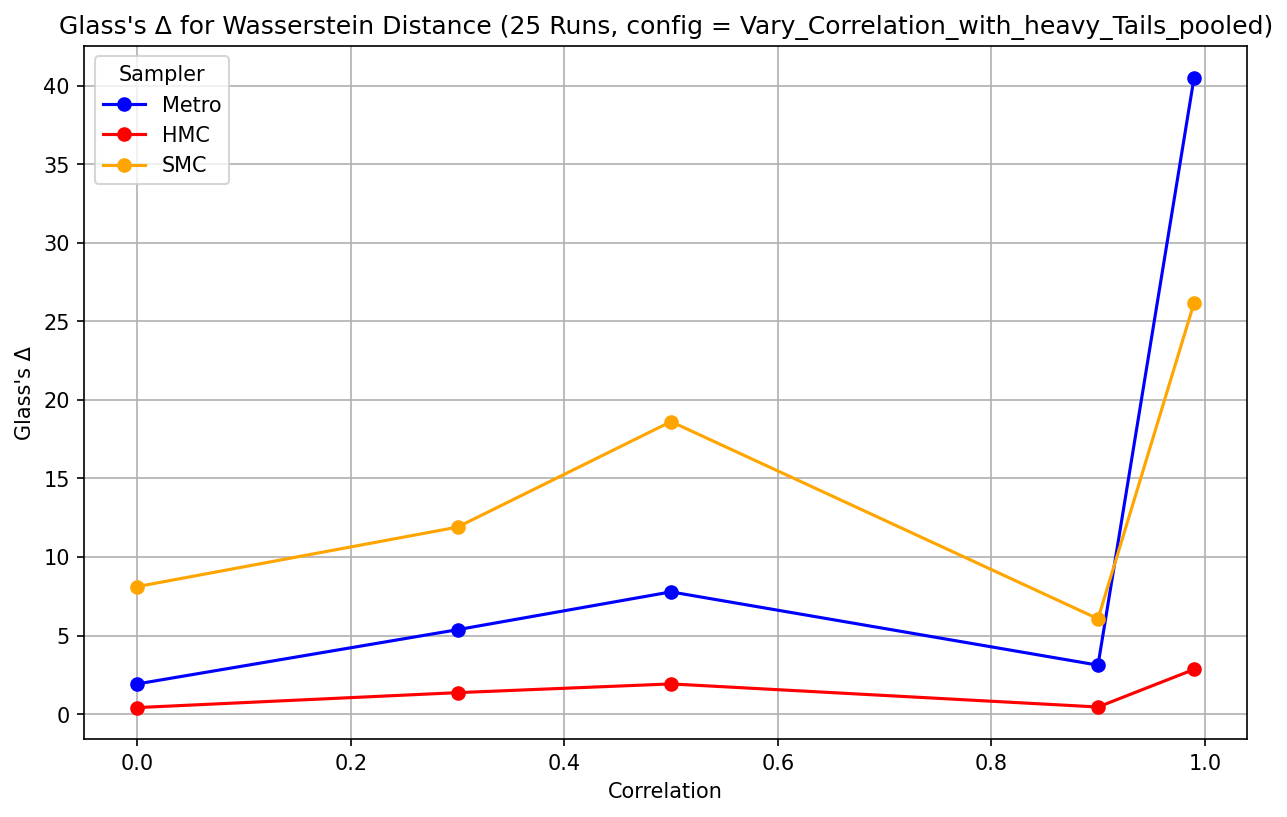 Glass's Δ for Wasserstein Distance (25 Runs, config = Vary_Correlation_with_heavy_Tails_pooled)
Sampler
Metro
HMC
SMC
Glass's Δ
40
35
30
25
20
15
10
5
0
0.0 0.2 0.4 0.6 0.8 1.0
Correlation